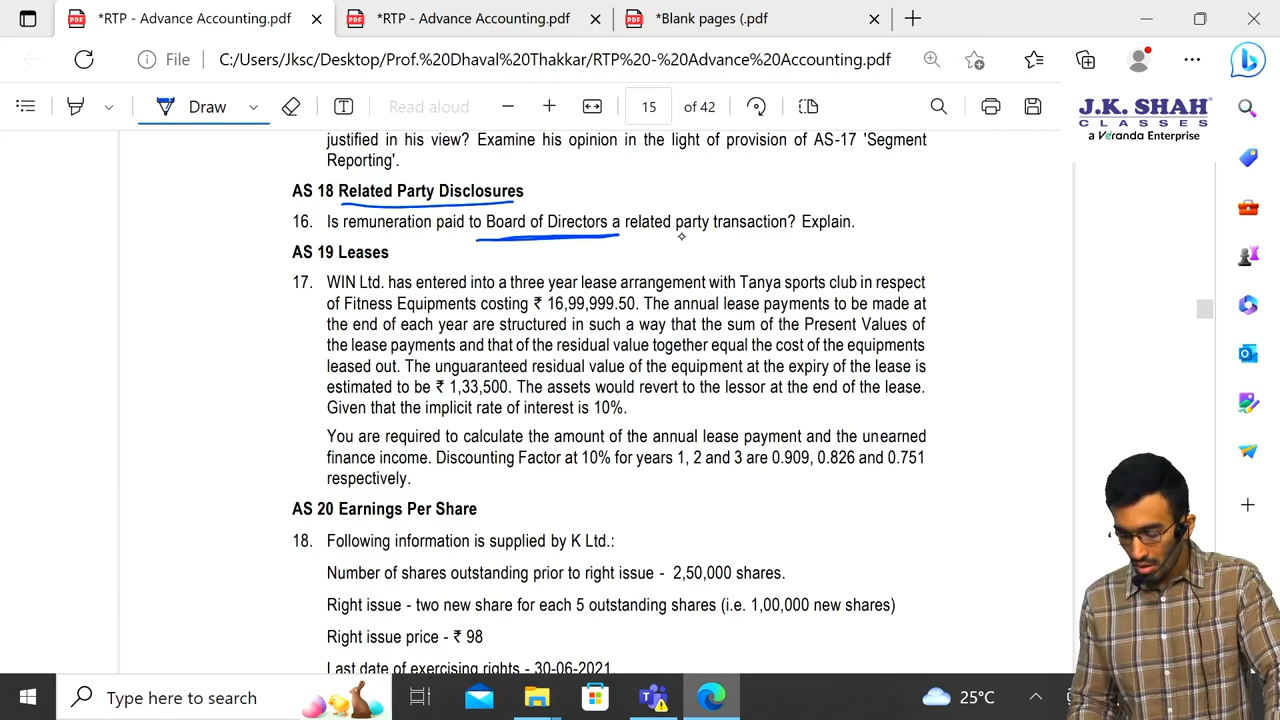 *RTP - Advance Accounting.pdf
*RTP - Advance Accounting.pdf
*Blank pages (.pdf
File
C:/Users/Jksc/Desktop/Prof.%20Dhaval%20Thakkar/RTP%20-%20Advance%20Accounting.pdf
Draw
Read aloud
15 of 42
J.K. SHAH®
CLASSES
a Veranda Enterprise
justified in his view? Examine his opinion in the light of provision of AS-17 'Segment
Reporting'.
AS 18 Related Party Disclosures
16. Is remuneration paid to Board of Directors a related party transaction? Explain.
AS 19 Leases
17. WIN Ltd. has entered into a three year lease arrangement with Tanya sports club in respect
of Fitness Equipments costing ₹ 16,99,999.50. The annual lease payments to be made at
the end of each year are structured in such a way that the sum of the Present Values of
the lease payments and that of the residual value together equal the cost of the equipments
leased out. The unguaranteed residual value of the equipment at the expiry of the lease is
estimated to be ₹ 1,33,500. The assets would revert to the lessor at the end of the lease.
Given that the implicit rate of interest is 10%.
You are required to calculate the amount of the annual lease payment and the unearned
finance income. Discounting Factor at 10% for years 1, 2 and 3 are 0.909, 0.826 and 0.751
respectively.
AS 20 Earnings Per Share
18. Following information is supplied by K Ltd.:
Number of shares outstanding prior to right issue - 2,50,000 shares.
Right issue - two new share for each 5 outstanding shares (i.e. 1,00,000 new shares)
Right issue price - ₹ 98
Last date of exercising rights - 30-06-2021
Type here to search
25°C